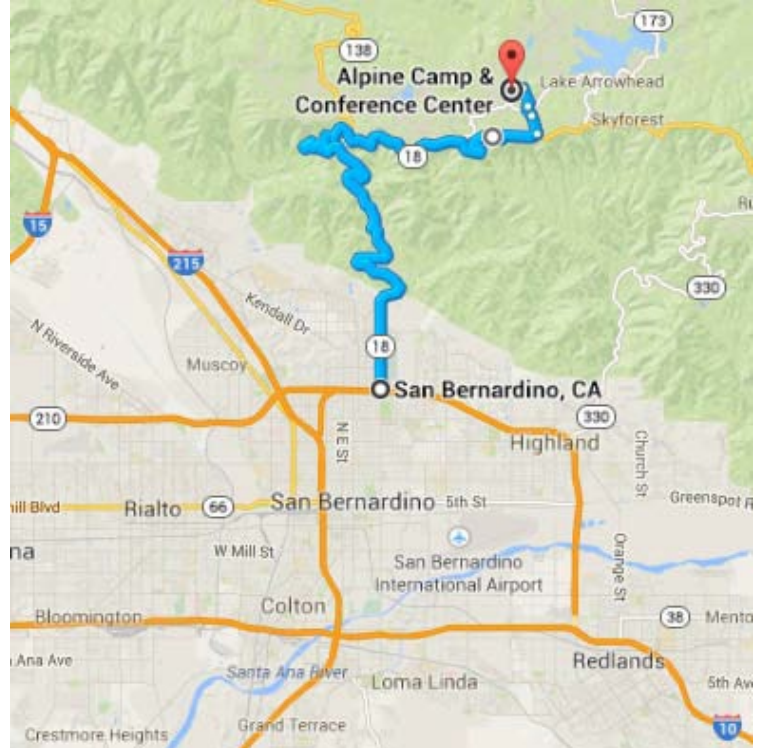 173
138
Alpine Camp &
Conference Center
Lake Arrowhead
Skyforest
18
15
215
330
Kendall Dr
N Riverside Ave
Muscoy
18
San Bernardino, CA
210
330
N E St
Highland
Church St
Rialto
66
San Bernardino
5th St
Greenspot
W Mill St
San Bernardino
International Airport
Orange St
Colton
Bloomington
38
Ana Ave
Santa Ana River
Redlands
Loma Linda
5th
10
Grand Terrace
Crestmore Heights